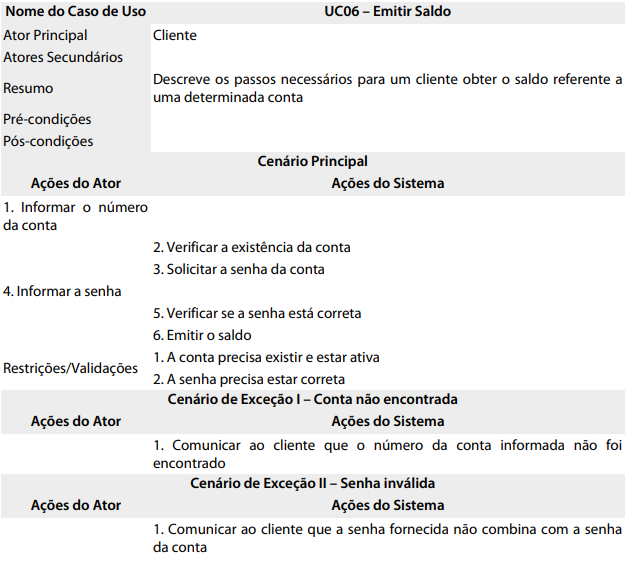 Nome do Caso de Uso UC06 – Emitir Saldo
Ator Principal Cliente
Atores Secundários
Resumo Descreve os passos necessários para um cliente obter o saldo referente a
uma determinada conta
Pré-condições
Pós-condições
Cenário Principal
Ações do Ator Ações do Sistema
1. Informar o número
da conta
2. Verificar a existência da conta
3. Solicitar a senha da conta
4. Informar a senha
5. Verificar se a senha está correta
6. Emitir o saldo
Restrições/Validações 1. A conta precisa existir e estar ativa
2. A senha precisa estar correta
Cenário de Exceção I – Conta não encontrada
Ações do Ator Ações do Sistema
1. Comunicar ao cliente que o número da conta informada não foi
encontrado
Cenário de Exceção II – Senha inválida
Ações do Ator Ações do Sistema
1. Comunicar ao cliente que a senha fornecida não combina com a senha
da conta